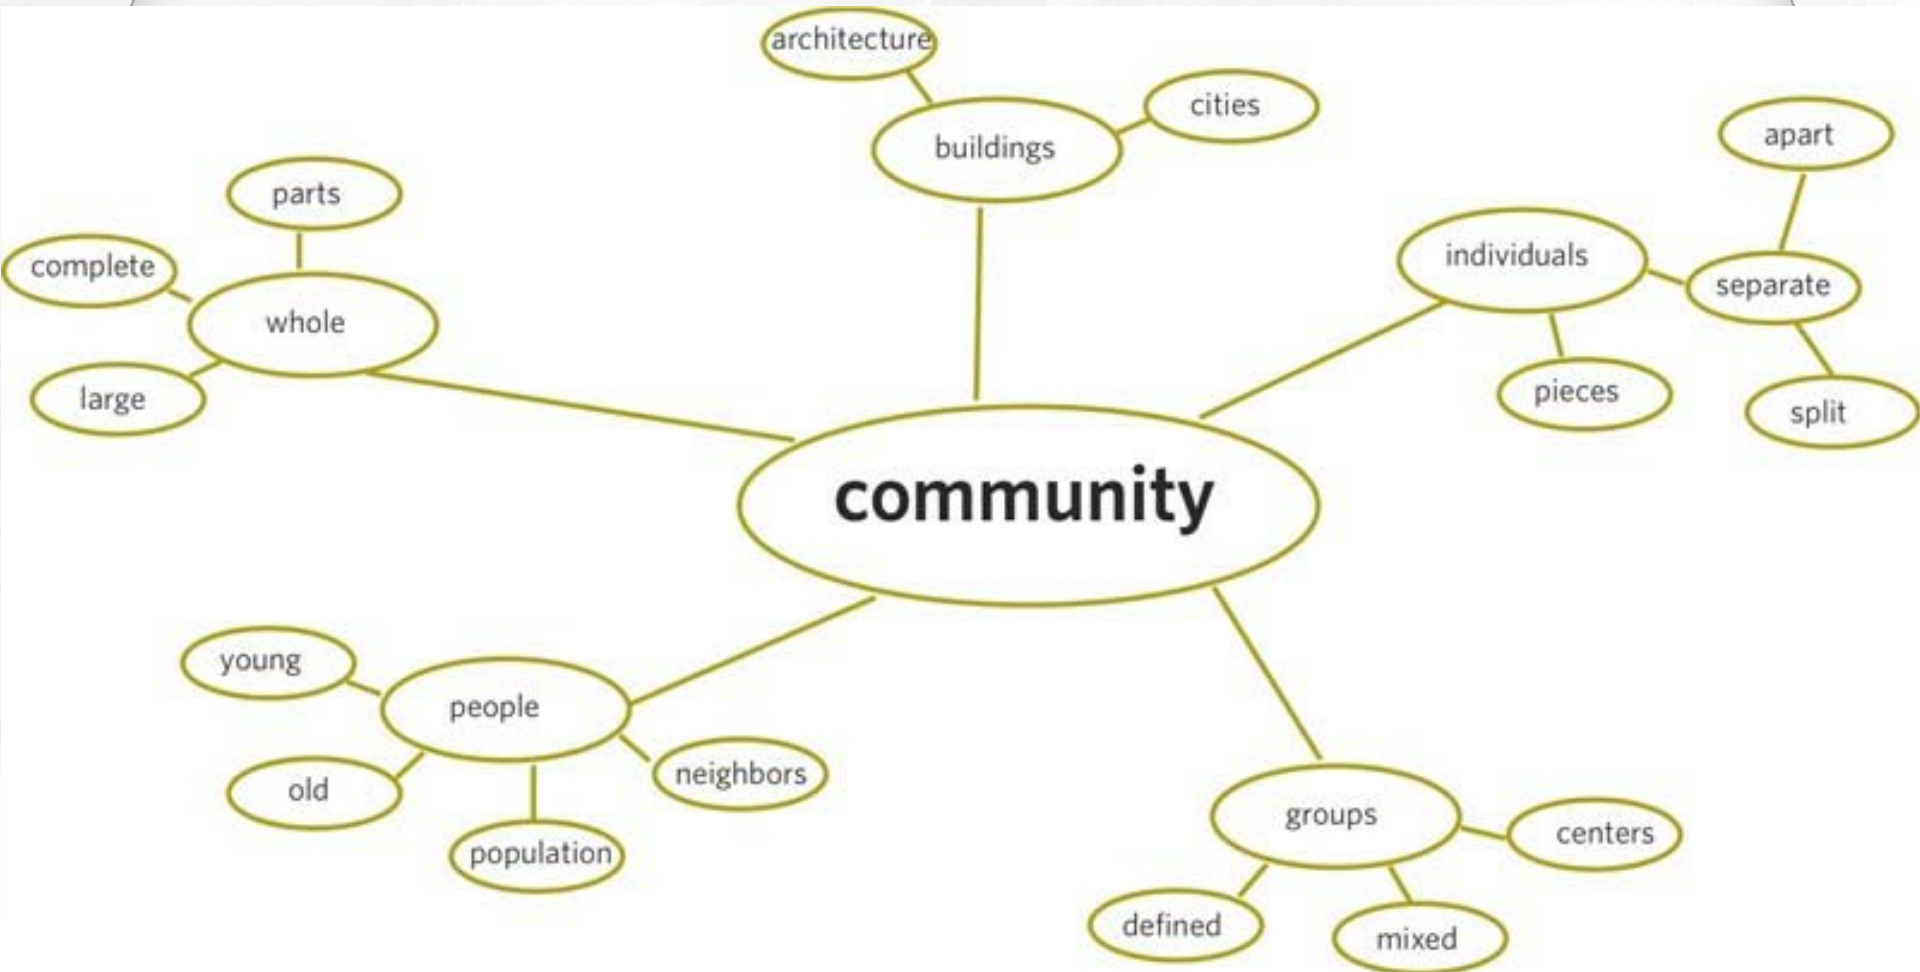 architecture
cities
buildings
apart
parts
individuals
complete
separate
whole
pieces
large
split
community
young
people
neighbors
old
population
groups
centers
defined
mixed